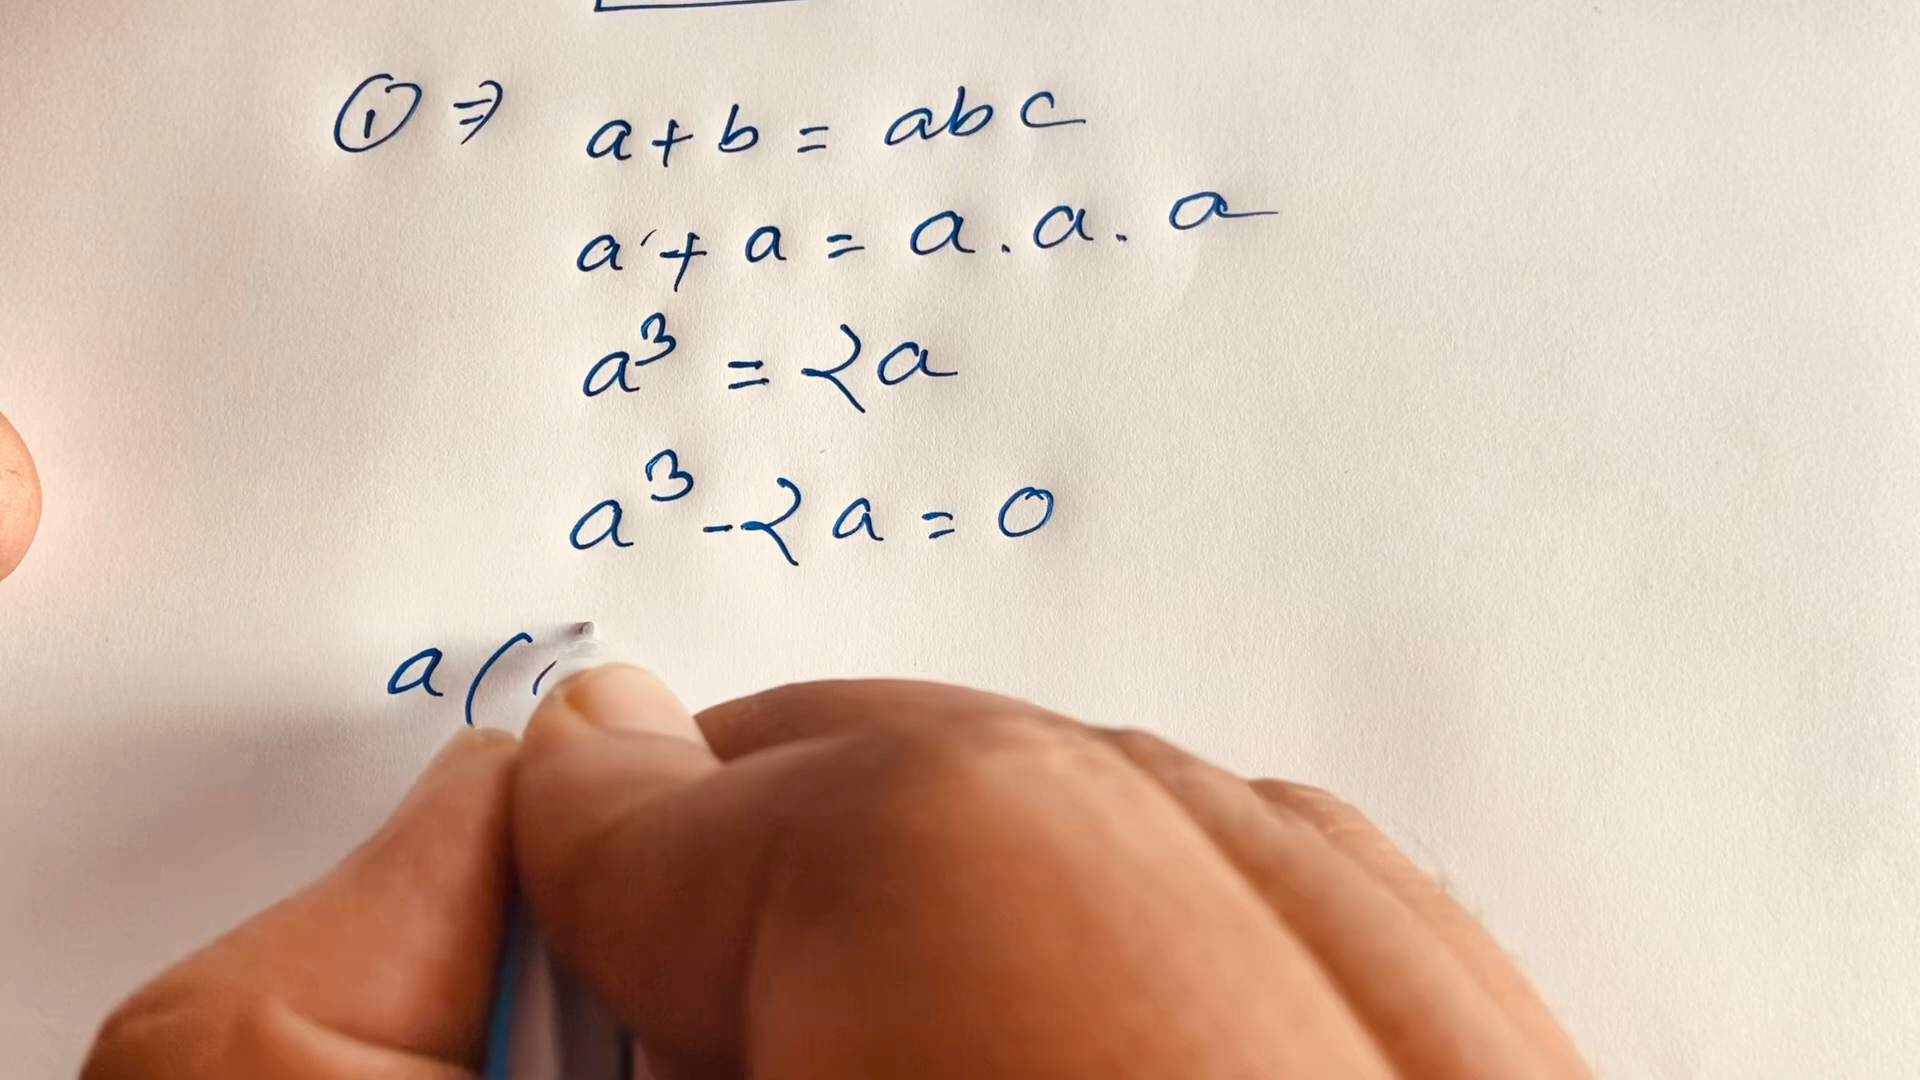 ① ⇒ a + b = abc
a + a = a . a . a
a³ = 2a
a³ - 2a = 0
a (